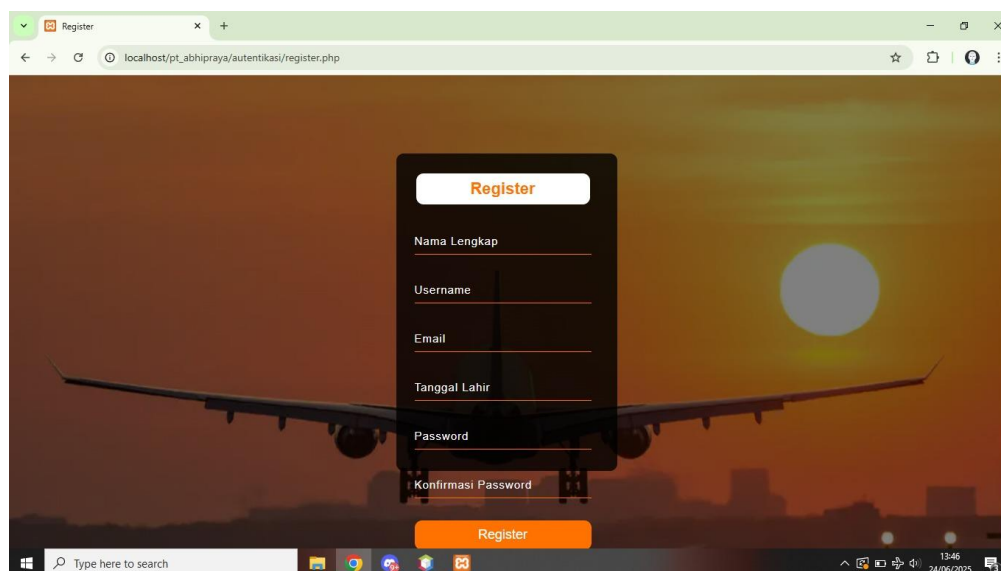 Register
localhost/pt_abhipraya/autentikasi/register.php
Register
Nama Lengkap
Username
Email
Tanggal Lahir
Password
Konfirmasi Password
Register
Type here to search
13:46
24/06/2025
3